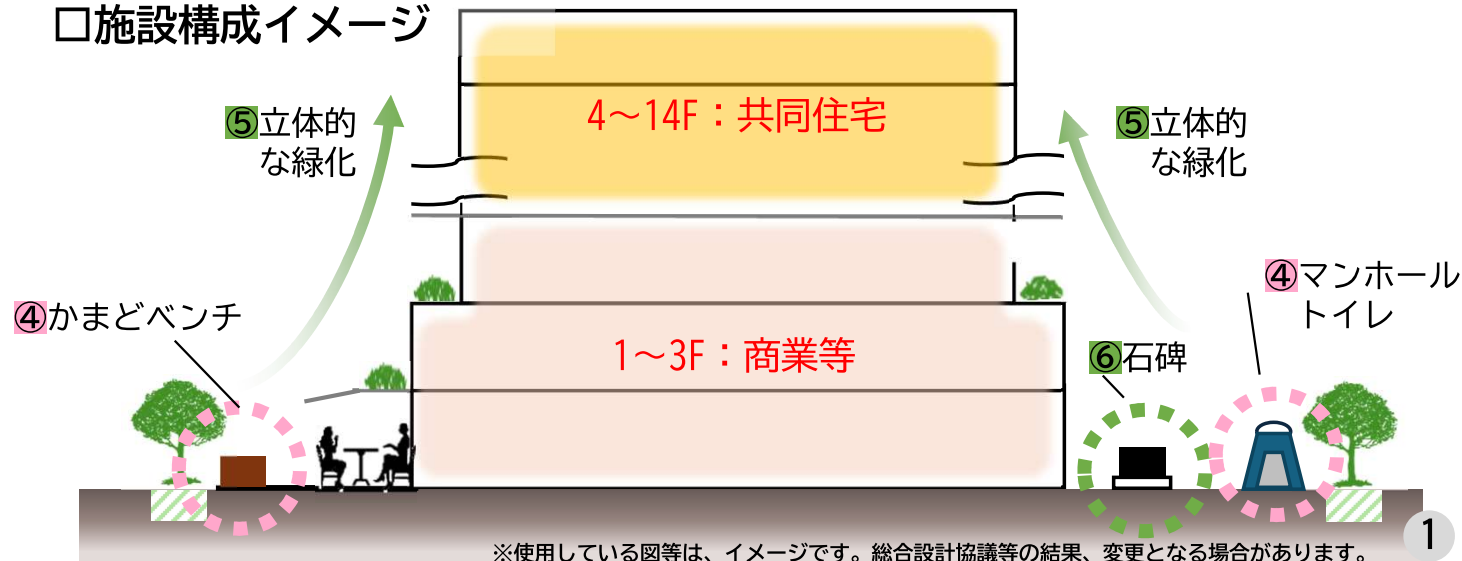 □施設構成イメージ
⑤立体的
な緑化
4～14F：共同住宅
⑤立体的
な緑化
④かまどベンチ
1～3F：商業等
⑥石碑
④マンホール
トイレ
※使用している図等は、イメージです。総合設計協議等の結果、変更となる場合があります。
1